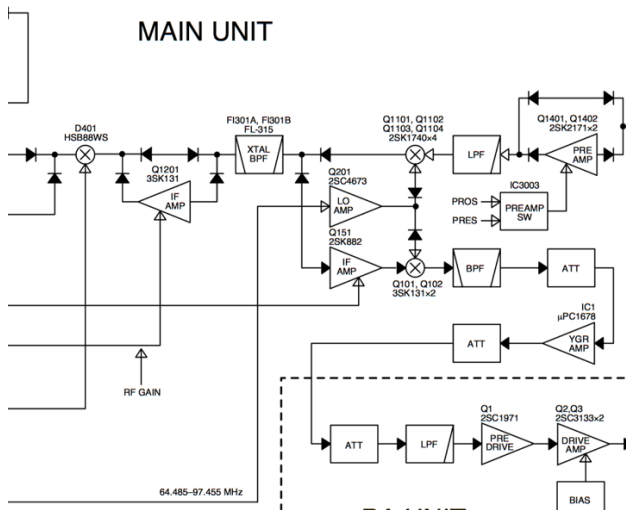 MAIN UNIT
D401
HSB88WS
FI301A, FI301B
FL-315
XTAL
BPF
Q1101, Q1102
Q1103, Q1104
2SK1740×4
LPF
Q1401, Q1402
2SK2171×2
PRE
AMP
Q1201
3SK131
IF
AMP
Q201
2SC4673
LO
AMP
PROS
PRES
IC3003
PREAMP
SW
Q151
2SK882
IF
AMP
Q101, Q102
3SK131×2
BPF
ATT
IC1
μPC1678
YGR
AMP
ATT
RF GAIN
ATT
LPF
Q1
2SC1971
PRE
DRIVE
Q2,Q3
2SC3133×2
DRIVE
AMP
BIAS
64.485–97.455 MHz
PA UNIT